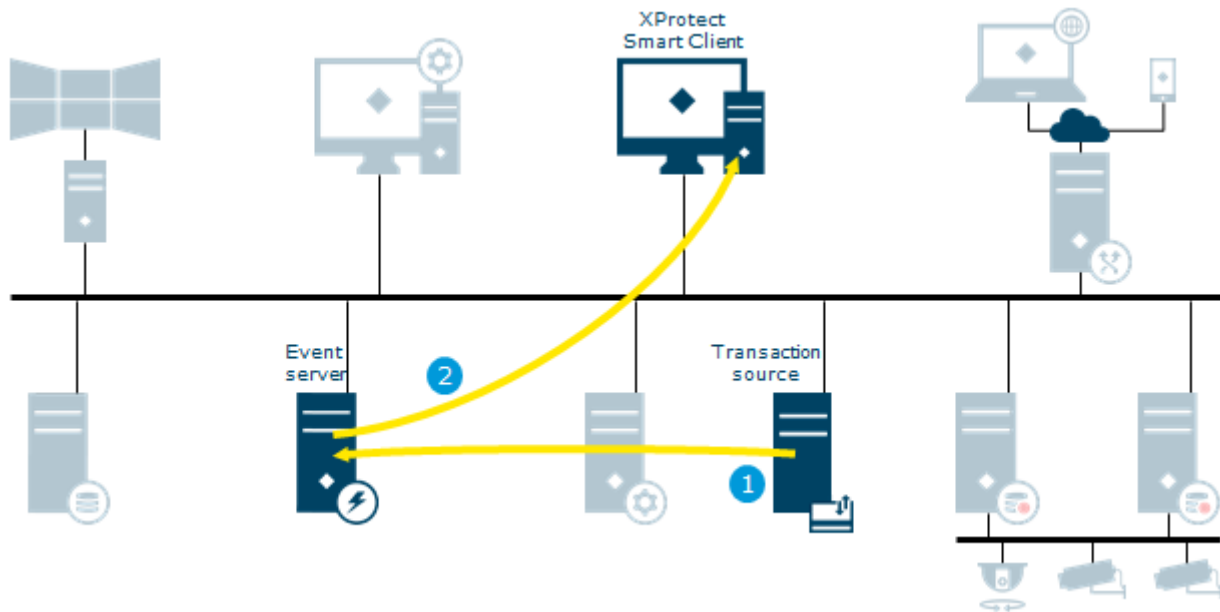 XProtect
Smart Client
Event
server
2
Transaction
source
1